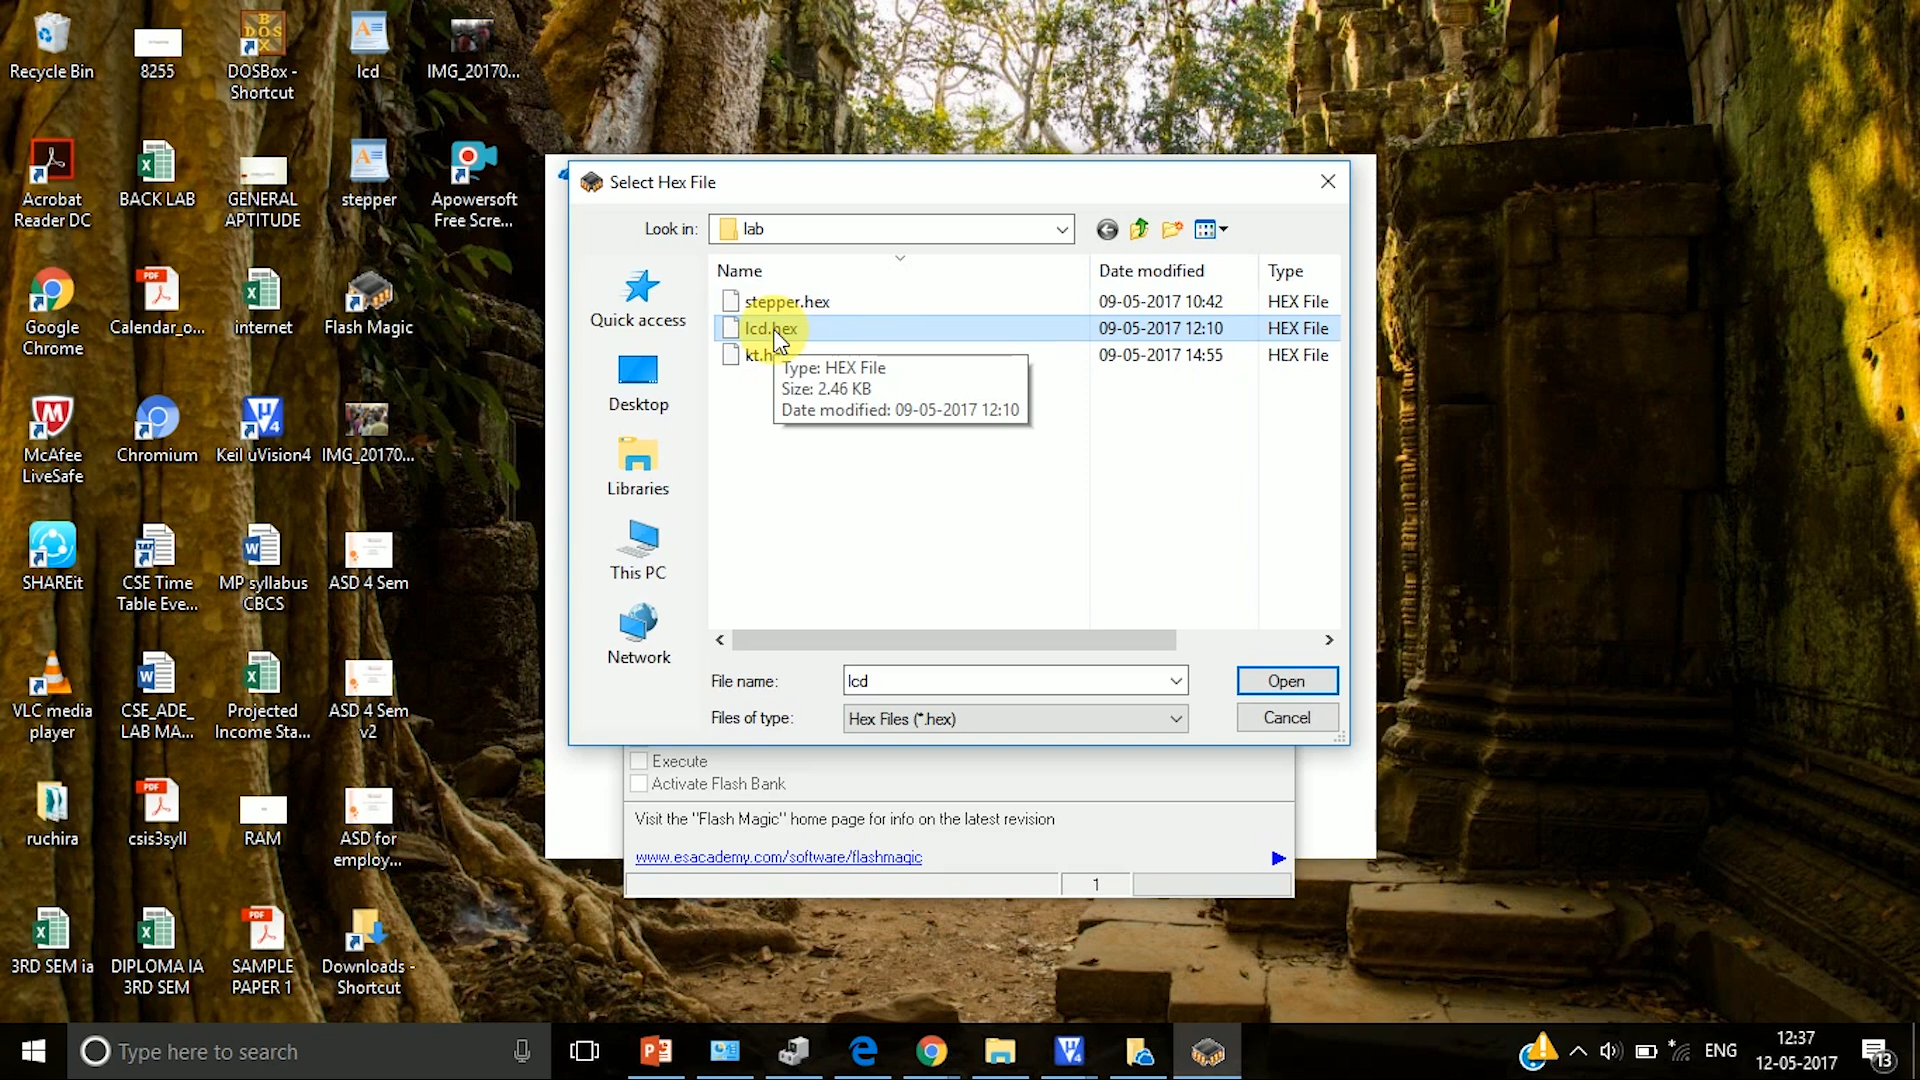 Recycle Bin
8255
DOSBox -
Shortcut
lcd
IMG_20170...
Acrobat
Reader DC
BACK LAB
GENERAL
APTITUDE
stepper
Apowersoft
Free Scre...
Google
Chrome
Calendar_o...
internet
Flash Magic
McAfee
LiveSafe
Chromium
Keil uVision4
IMG_20170...
SHAREit
CSE Time
Table Eve...
MP syllabus
CBCS
ASD 4 Sem
VLC media
player
CSE_ADE_
LAB MA...
Projected
Income Sta...
ASD 4 Sem
v2
ruchira
csis3syll
RAM
ASD for
employ...
3RD SEM ia
DIPLOMA IA
3RD SEM
SAMPLE
PAPER 1
Downloads -
Shortcut
Select Hex File
Look in:
lab
Quick access
Desktop
Libraries
This PC
Network
Name
Date modified
Type
stepper.hex
09-05-2017 10:42
HEX File
lcd.hex
09-05-2017 12:10
HEX File
kt.h
09-05-2017 14:55
HEX File
Type: HEX File
Size: 2.46 KB
Date modified: 09-05-2017 12:10
File name:
lcd
Open
Files of type:
Hex Files (*.hex)
Cancel
Execute
Activate Flash Bank
Visit the "Flash Magic" home page for info on the latest revision
www.esacademy.com/software/flashmagic
1
Type here to search
ENG
12:37
12-05-2017
13